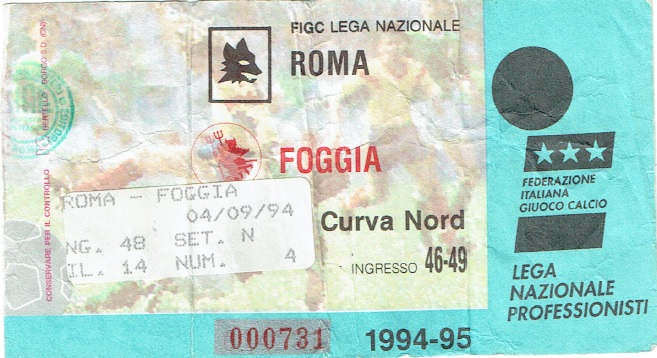 FIGC LEGA NAZIONALE
ROMA
FOGGIA
ROMA - FOGGIA
04/09/94
NG. 48 SET. N
IL. 14 NUM. 4
Curva Nord
INGRESSO 46-49
000731
1994-95
FEDERAZIONE
ITALIANA
GIUOCO CALCIO
LEGA
NAZIONALE
PROFESSIONISTI
CONSERVARE PER IL CONTROLLO